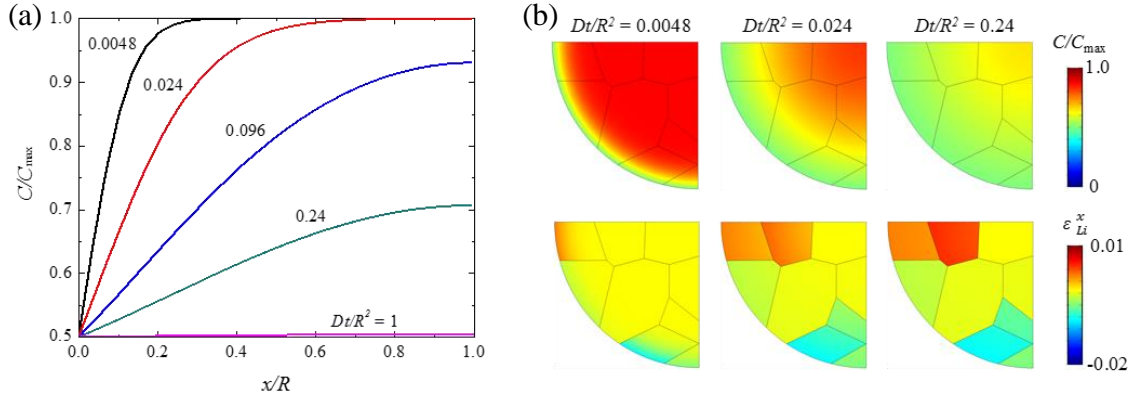 (a)
1.0
0.9
0.8
0.7
0.6
0.5
C/Cmax
0.0048
0.024
0.096
0.24
Dt/R² = 1
0.0 0.2 0.4 0.6 0.8 1.0
x/R
(b)
Dt/R² = 0.0048 Dt/R² = 0.024 Dt/R² = 0.24
C/Cmax
1.0
0
ε Li x
0.01
-0.02